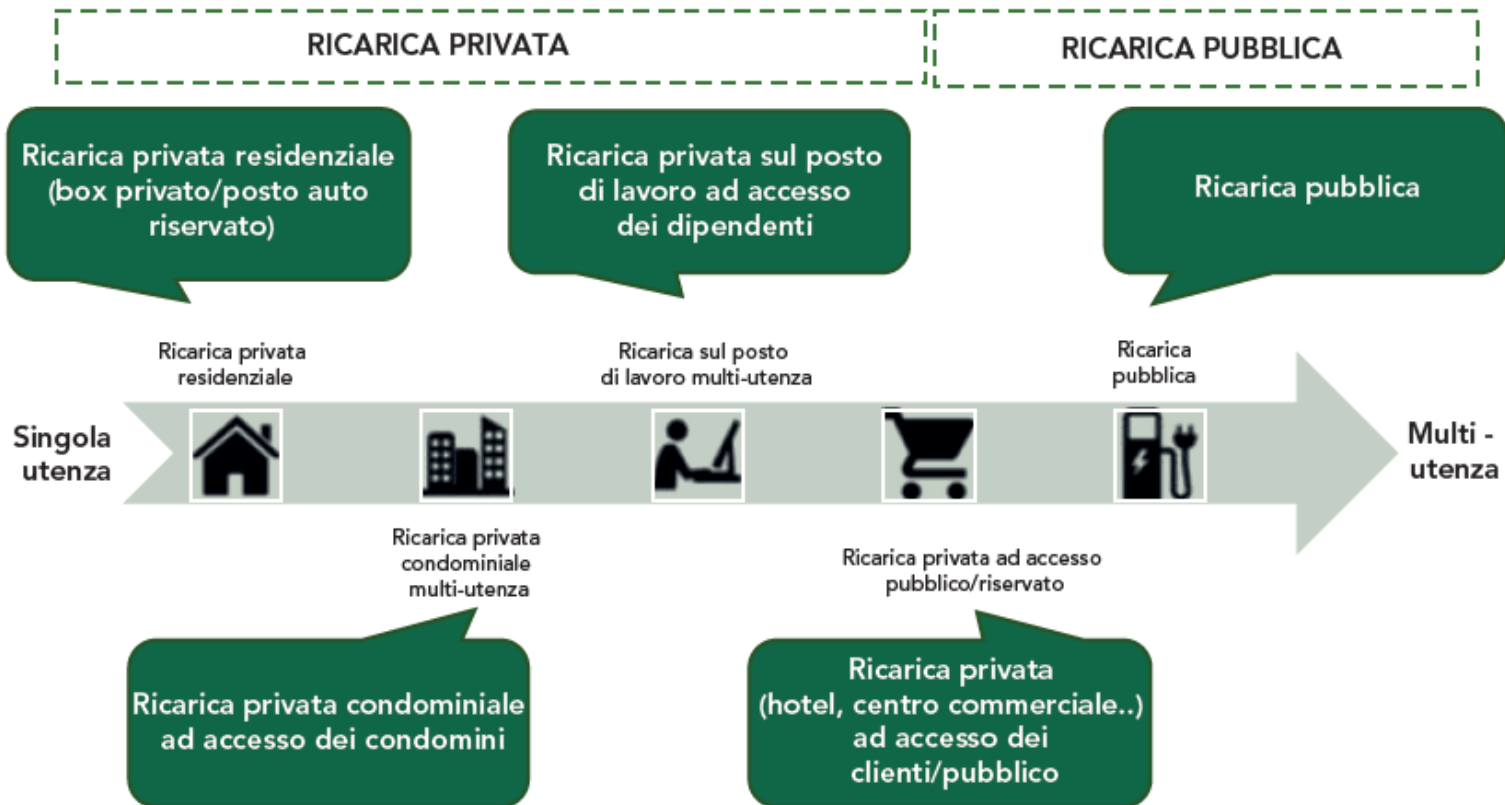 RICARICA PRIVATA
RICARICA PUBBLICA
Ricarica privata residenziale
(box privato/posto auto
riservato)
Ricarica privata sul posto
di lavoro ad accesso
dei dipendenti
Ricarica pubblica
Ricarica privata
residenziale
Ricarica sul posto
di lavoro multi-utenza
Ricarica
pubblica
Singola
utenza
Multi -
utenza
Ricarica privata
condominiale
multi-utenza
Ricarica privata ad accesso
pubblico/riservato
Ricarica privata condominiale
ad accesso dei condomini
Ricarica privata
(hotel, centro commerciale..)
ad accesso dei
clienti/pubblico